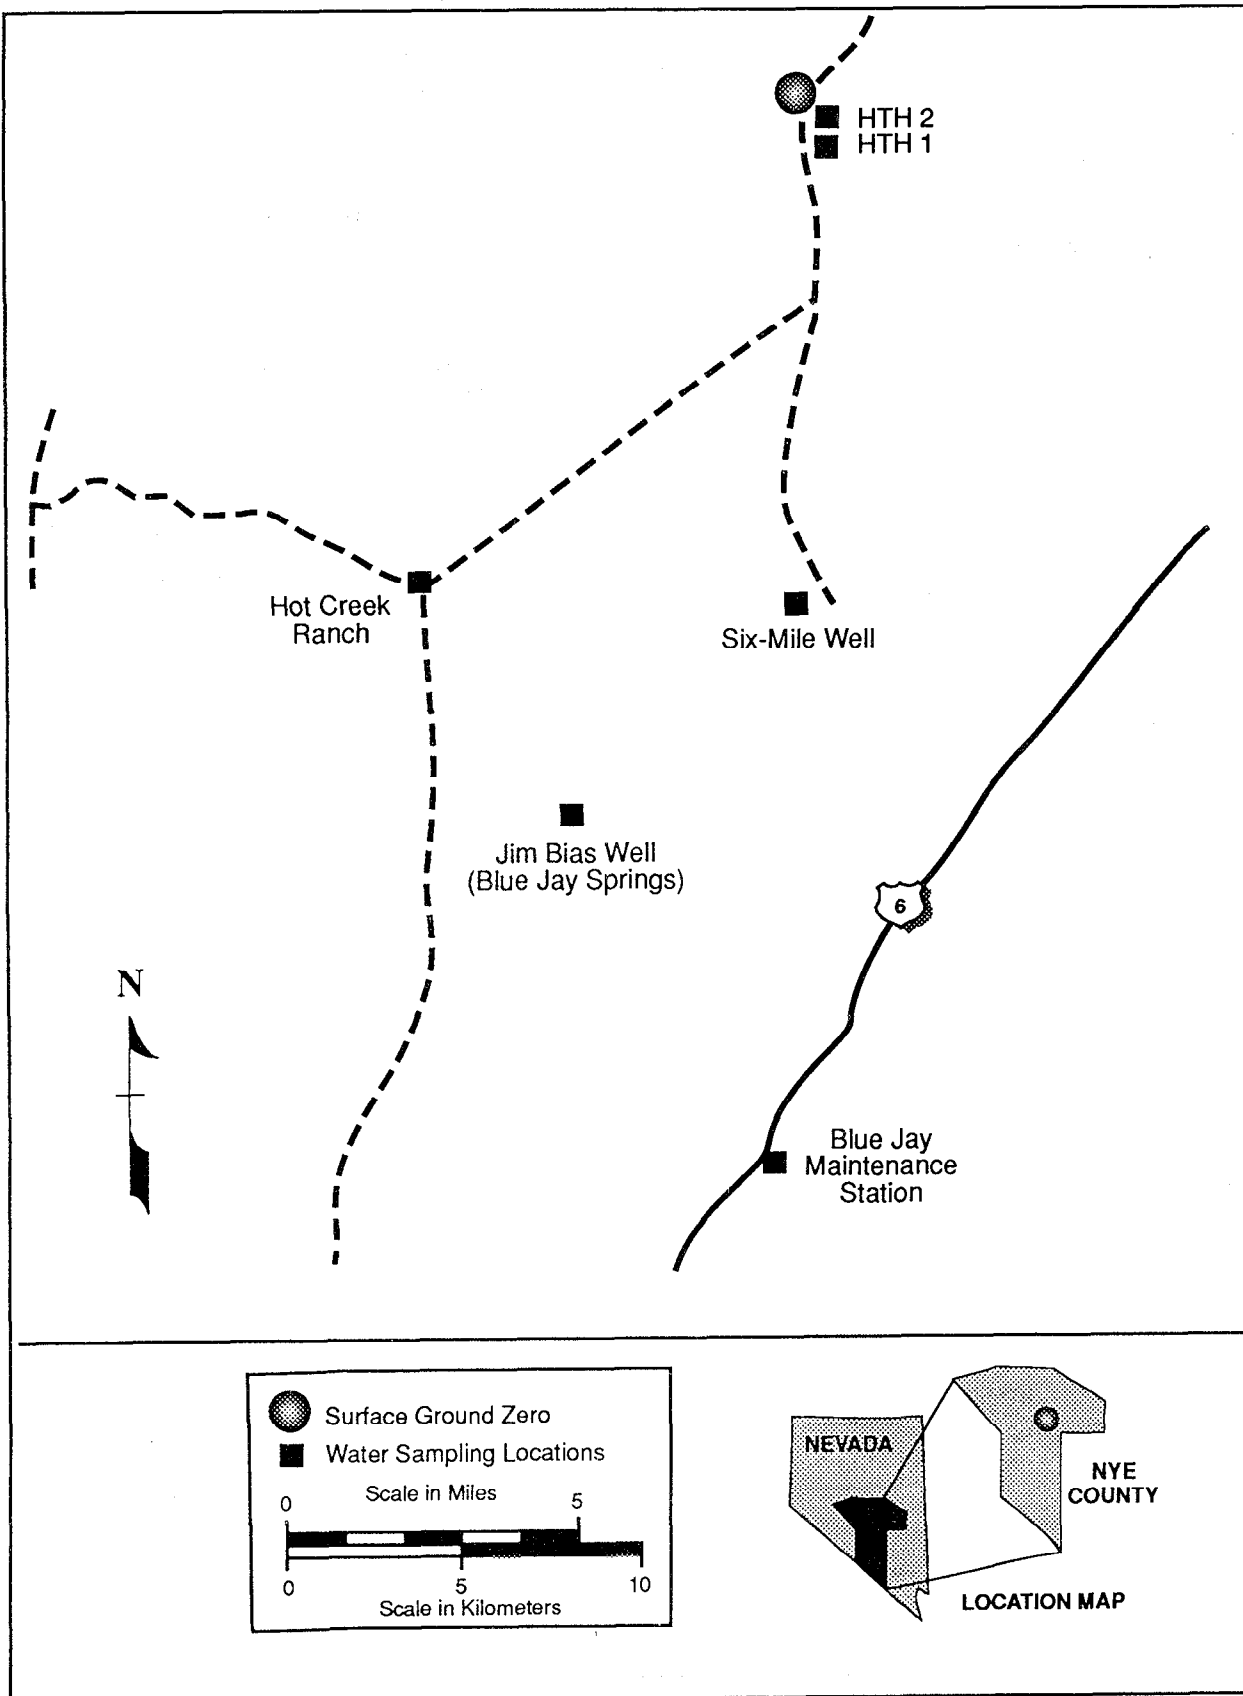 HTH 2
HTH 1
Hot Creek
Ranch
Six-Mile Well
Jim Bias Well
(Blue Jay Springs)
6
N
Blue Jay
Maintenance
Station
Surface Ground Zero
Water Sampling Locations
Scale in Miles
0 5
0 5 10
Scale in Kilometers
NEVADA
NYE
COUNTY
LOCATION MAP